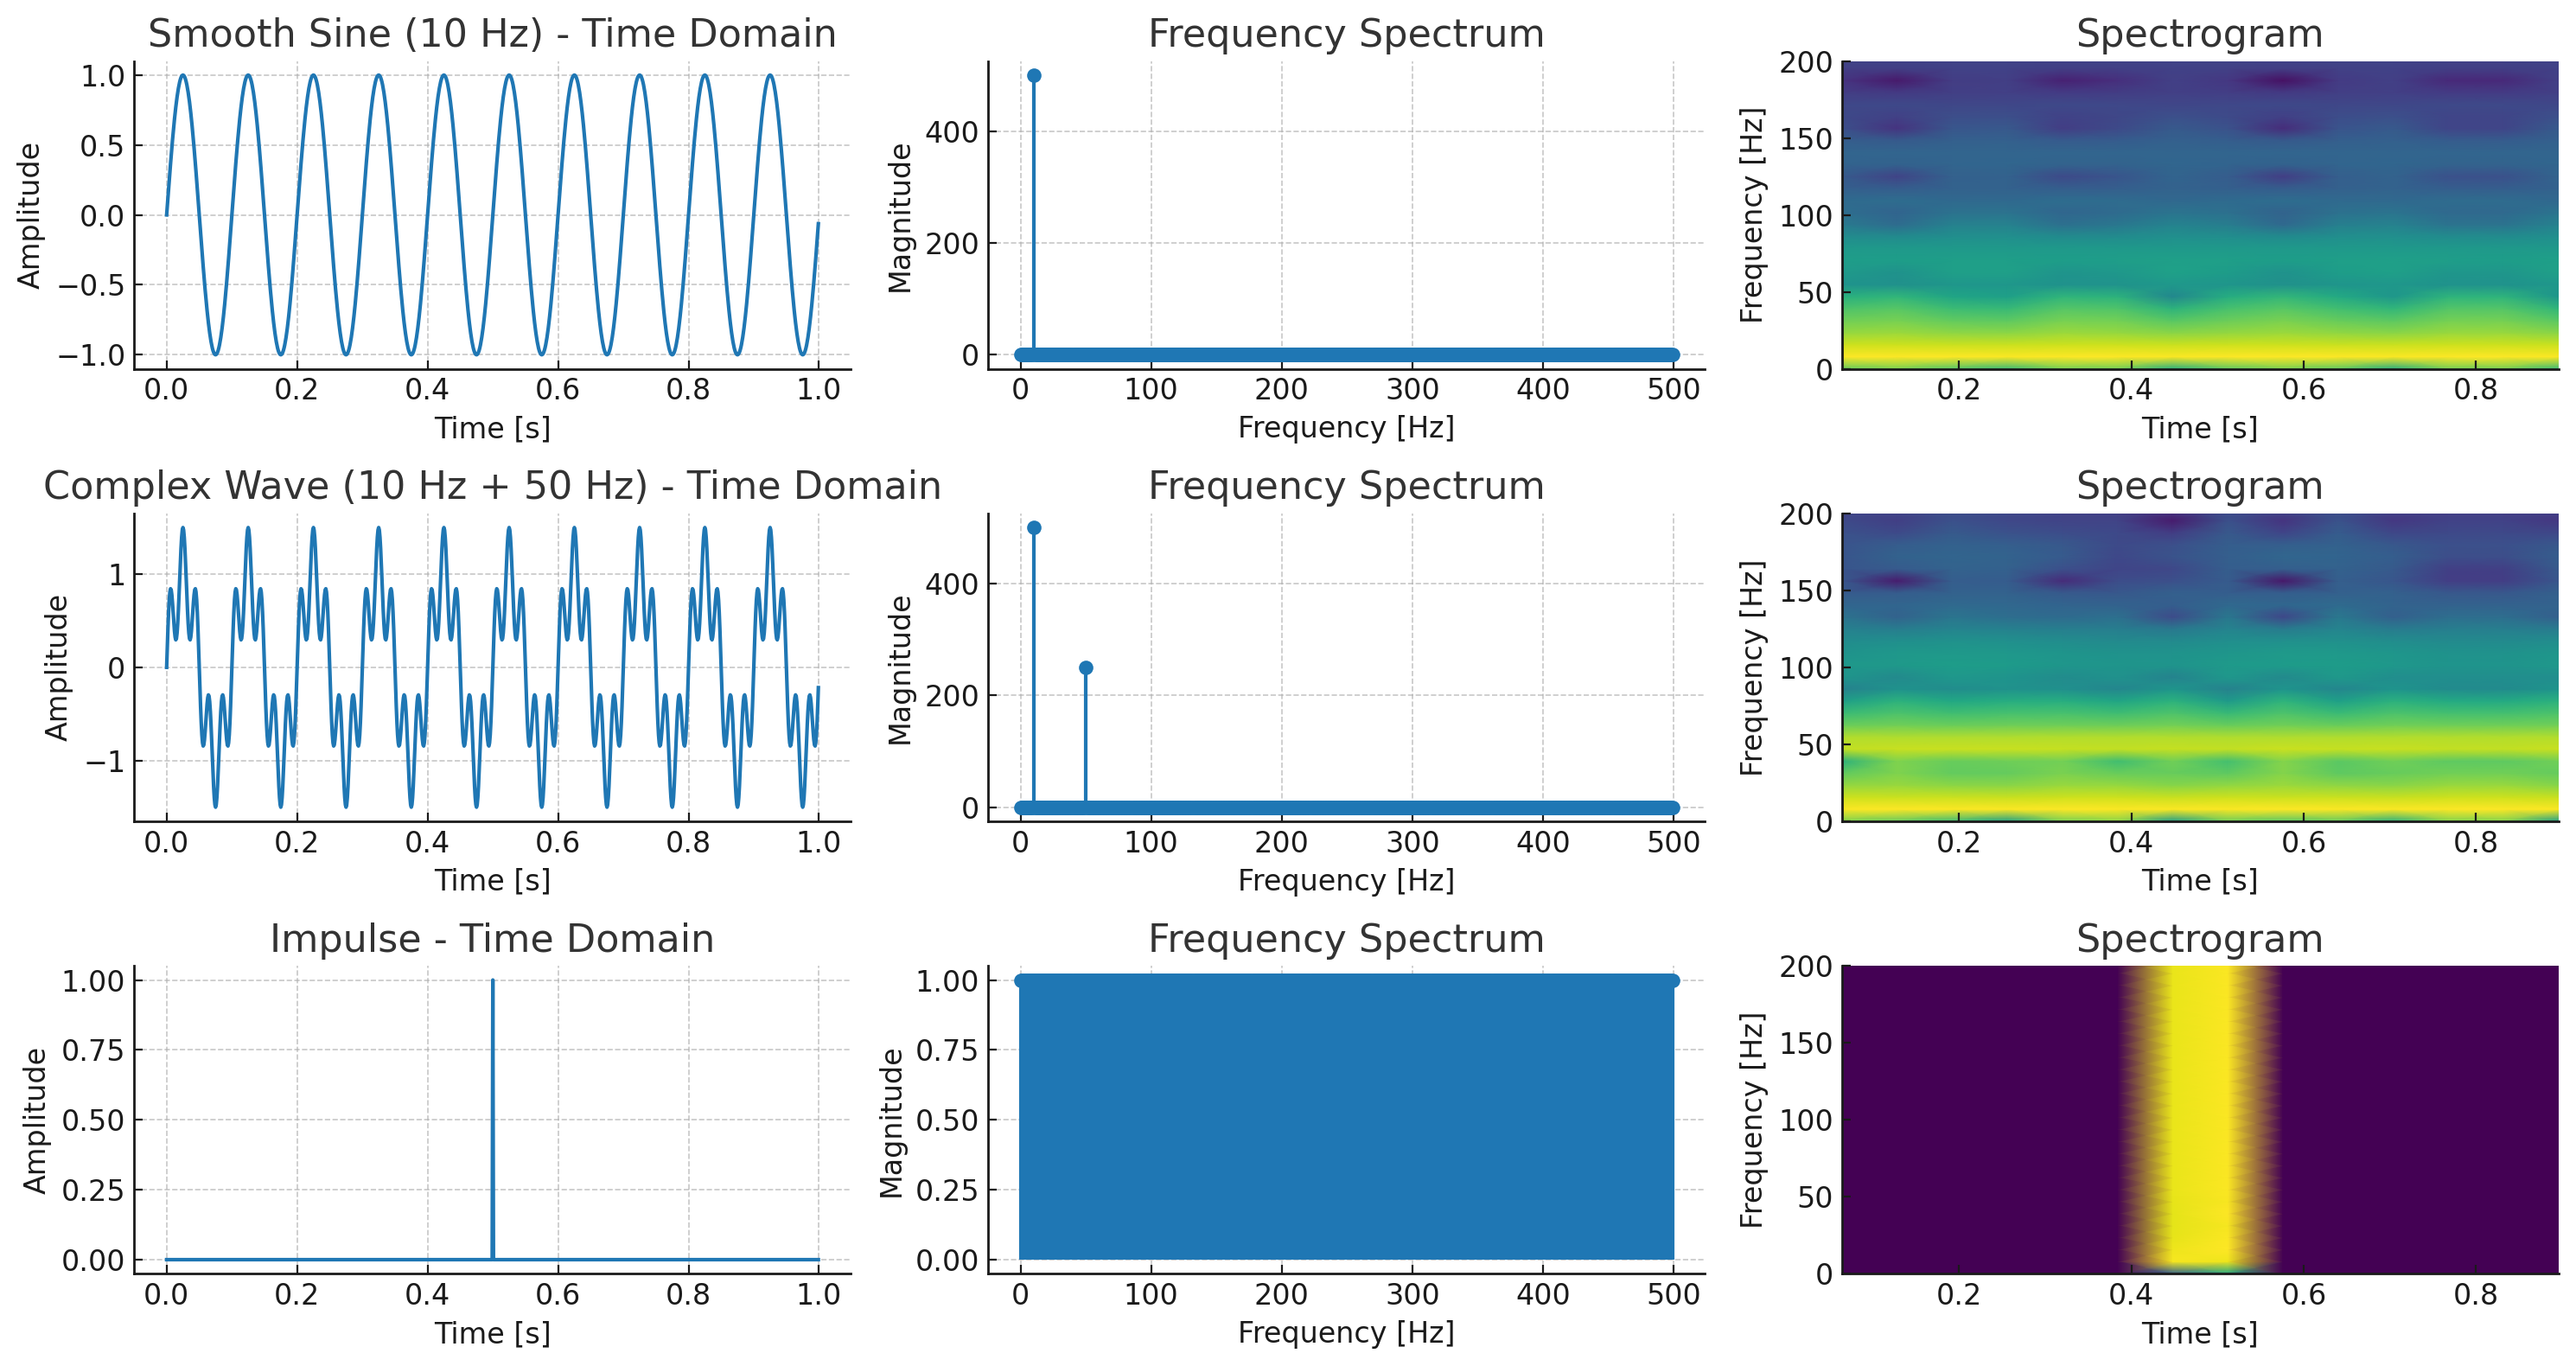 Smooth Sine (10 Hz) - Time Domain
Amplitude
1.0
0.5
0.0
−0.5
−1.0
0.0 0.2 0.4 0.6 0.8 1.0
Time [s]
Frequency Spectrum
Magnitude
400
200
0
0 100 200 300 400 500
Frequency [Hz]
Spectrogram
Frequency [Hz]
200
150
100
50
0
0.2 0.4 0.6 0.8
Time [s]
Complex Wave (10 Hz + 50 Hz) - Time Domain
Amplitude
1
0
−1
0.0 0.2 0.4 0.6 0.8 1.0
Time [s]
Frequency Spectrum
Magnitude
400
200
0
0 100 200 300 400 500
Frequency [Hz]
Spectrogram
Frequency [Hz]
200
150
100
50
0
0.2 0.4 0.6 0.8
Time [s]
Impulse - Time Domain
Amplitude
1.00
0.75
0.50
0.25
0.00
0.0 0.2 0.4 0.6 0.8 1.0
Time [s]
Frequency Spectrum
Magnitude
1.00
0.75
0.50
0.25
0.00
0 100 200 300 400 500
Frequency [Hz]
Spectrogram
Frequency [Hz]
200
150
100
50
0
0.2 0.4 0.6 0.8
Time [s]